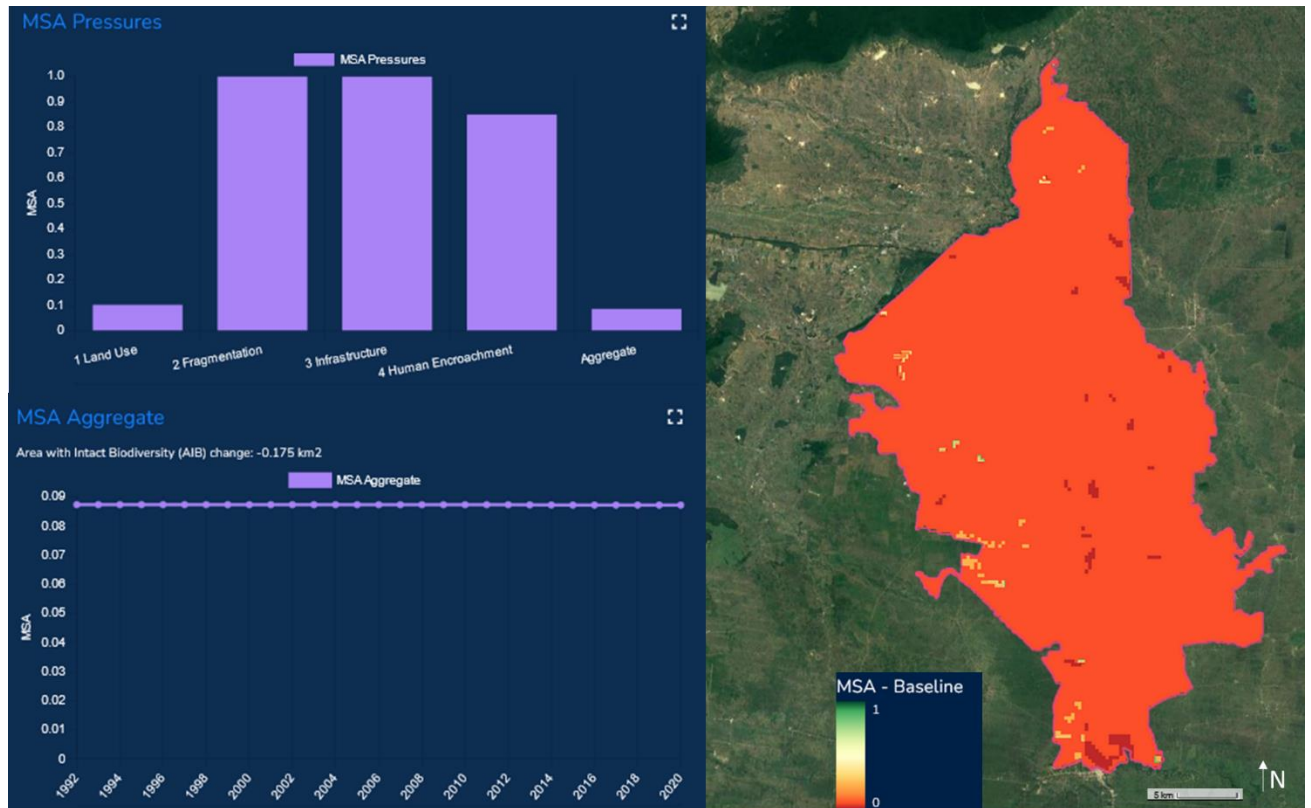 MSA Pressures
MSA Pressures
1.0
0.9
0.8
0.7
0.6
0.5
0.4
0.3
0.2
0.1
0
MSA
1 Land Use
2 Fragmentation
3 Infrastructure
4 Human Encroachment
Aggregate
MSA Aggregate
Area with Intact Biodiversity (AIB) change: -0.175 km2
MSA Aggregate
0.09
0.08
0.07
0.06
0.05
0.04
0.03
0.02
0.01
0
MSA
1992
1994
1996
1998
2000
2002
2004
2006
2008
2010
2012
2014
2016
2018
2020
MSA - Baseline
1
0
5 km
N